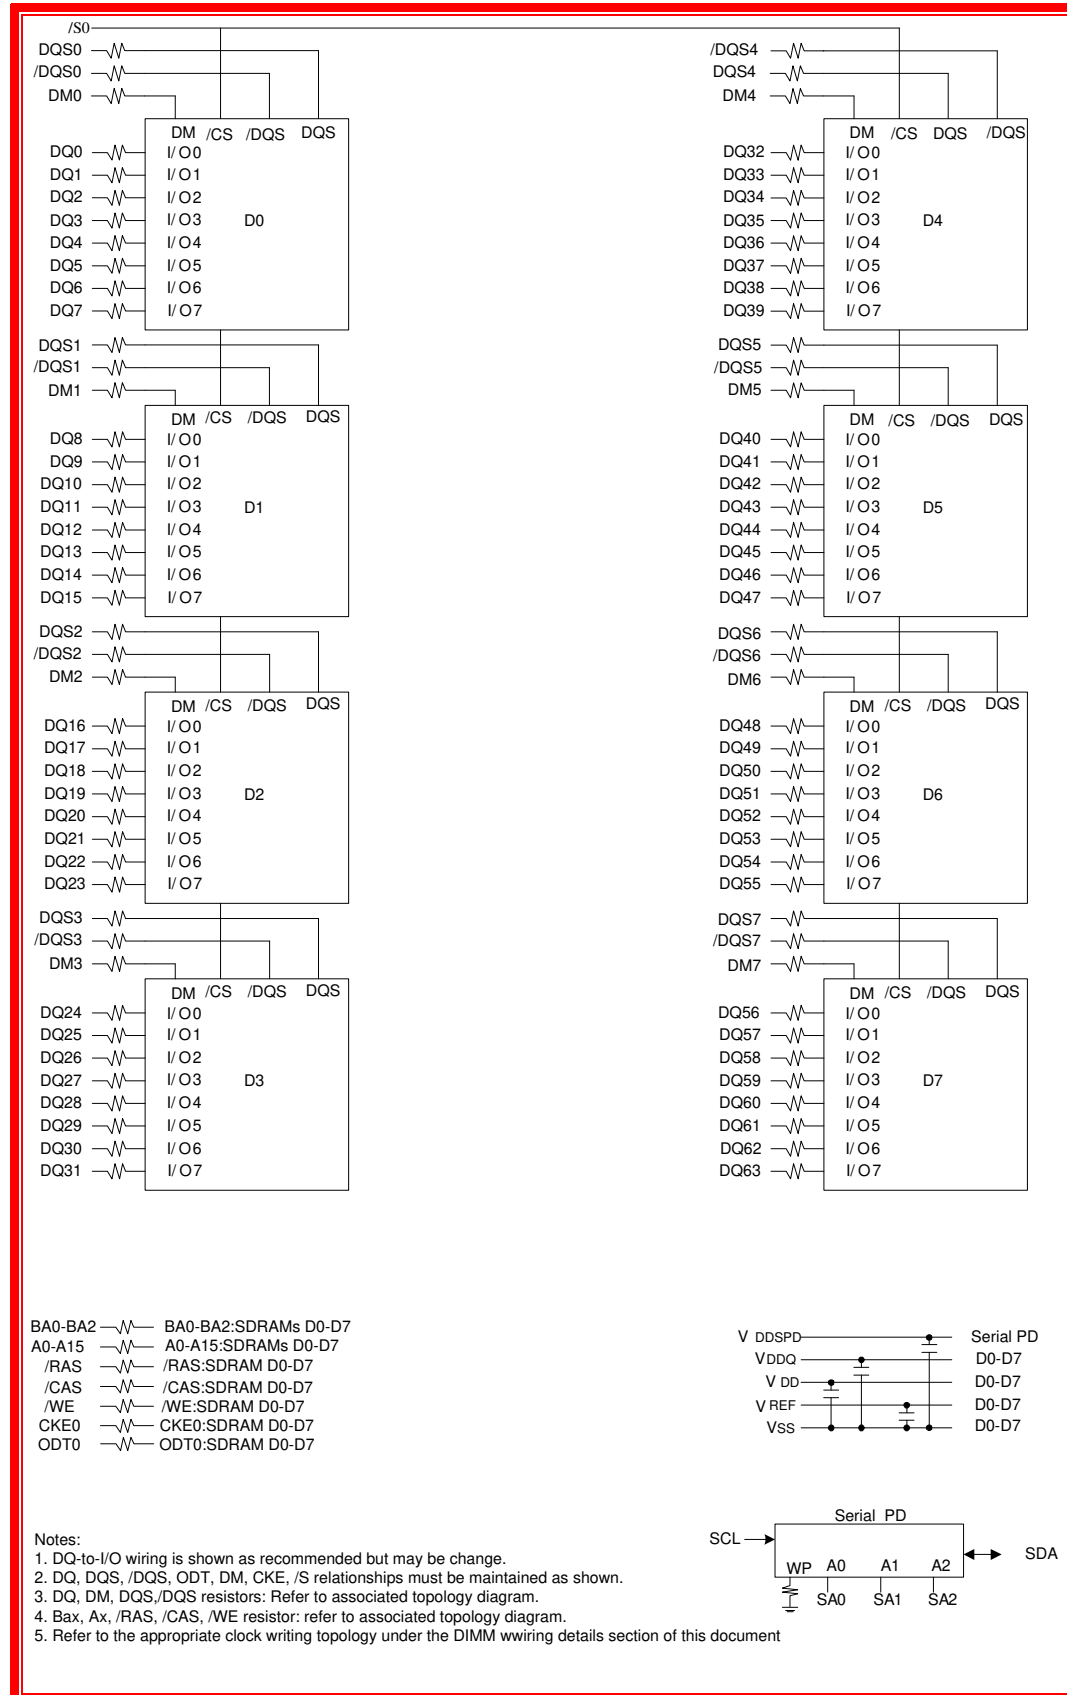 /S0
DQS0
/DQS0
DM0
DM /CS /DQS DQS
DQ0 I/O0
DQ1 I/O1
DQ2 I/O2
DQ3 I/O3 D0
DQ4 I/O4
DQ5 I/O5
DQ6 I/O6
DQ7 I/O7
DQS1
/DQS1
DM1
DM /CS /DQS DQS
DQ8 I/O0
DQ9 I/O1
DQ10 I/O2
DQ11 I/O3 D1
DQ12 I/O4
DQ13 I/O5
DQ14 I/O6
DQ15 I/O7
DQS2
/DQS2
DM2
DM /CS /DQS DQS
DQ16 I/O0
DQ17 I/O1
DQ18 I/O2
DQ19 I/O3 D2
DQ20 I/O4
DQ21 I/O5
DQ22 I/O6
DQ23 I/O7
DQS3
/DQS3
DM3
DM /CS /DQS DQS
DQ24 I/O0
DQ25 I/O1
DQ26 I/O2
DQ27 I/O3 D3
DQ28 I/O4
DQ29 I/O5
DQ30 I/O6
DQ31 I/O7
/DQS4
DQS4
DM4
DM /CS DQS /DQS
DQ32 I/O0
DQ33 I/O1
DQ34 I/O2
DQ35 I/O3 D4
DQ36 I/O4
DQ37 I/O5
DQ38 I/O6
DQ39 I/O7
DQS5
/DQS5
DM5
DM /CS /DQS DQS
DQ40 I/O0
DQ41 I/O1
DQ42 I/O2
DQ43 I/O3 D5
DQ44 I/O4
DQ45 I/O5
DQ46 I/O6
DQ47 I/O7
DQS6
/DQS6
DM6
DM /CS /DQS DQS
DQ48 I/O0
DQ49 I/O1
DQ50 I/O2
DQ51 I/O3 D6
DQ52 I/O4
DQ53 I/O5
DQ54 I/O6
DQ55 I/O7
DQS7
/DQS7
DM7
DM /CS /DQS DQS
DQ56 I/O0
DQ57 I/O1
DQ58 I/O2
DQ59 I/O3 D7
DQ60 I/O4
DQ61 I/O5
DQ62 I/O6
DQ63 I/O7
BA0-BA2 BA0-BA2:SDRAMs D0-D7
A0-A15 A0-A15:SDRAMs D0-D7
/RAS /RAS:SDRAM D0-D7
/CAS /CAS:SDRAM D0-D7
/WE /WE:SDRAM D0-D7
CKE0 CKE0:SDRAM D0-D7
ODT0 ODT0:SDRAM D0-D7
V DDSPD Serial PD
VDDQ D0-D7
V DD D0-D7
V REF D0-D7
VSS D0-D7
Serial PD
SCL
SDA
WP A0 A1 A2
SA0 SA1 SA2
Notes:
1. DQ-to-I/O wiring is shown as recommended but may be change.
2. DQ, DQS, /DQS, ODT, DM, CKE, /S relationships must be maintained as shown.
3. DQ, DM, DQS,/DQS resistors: Refer to associated topology diagram.
4. Bax, Ax, /RAS, /CAS, /WE resistor: refer to associated topology diagram.
5. Refer to the appropriate clock writing topology under the DIMM wwiring details section of this document